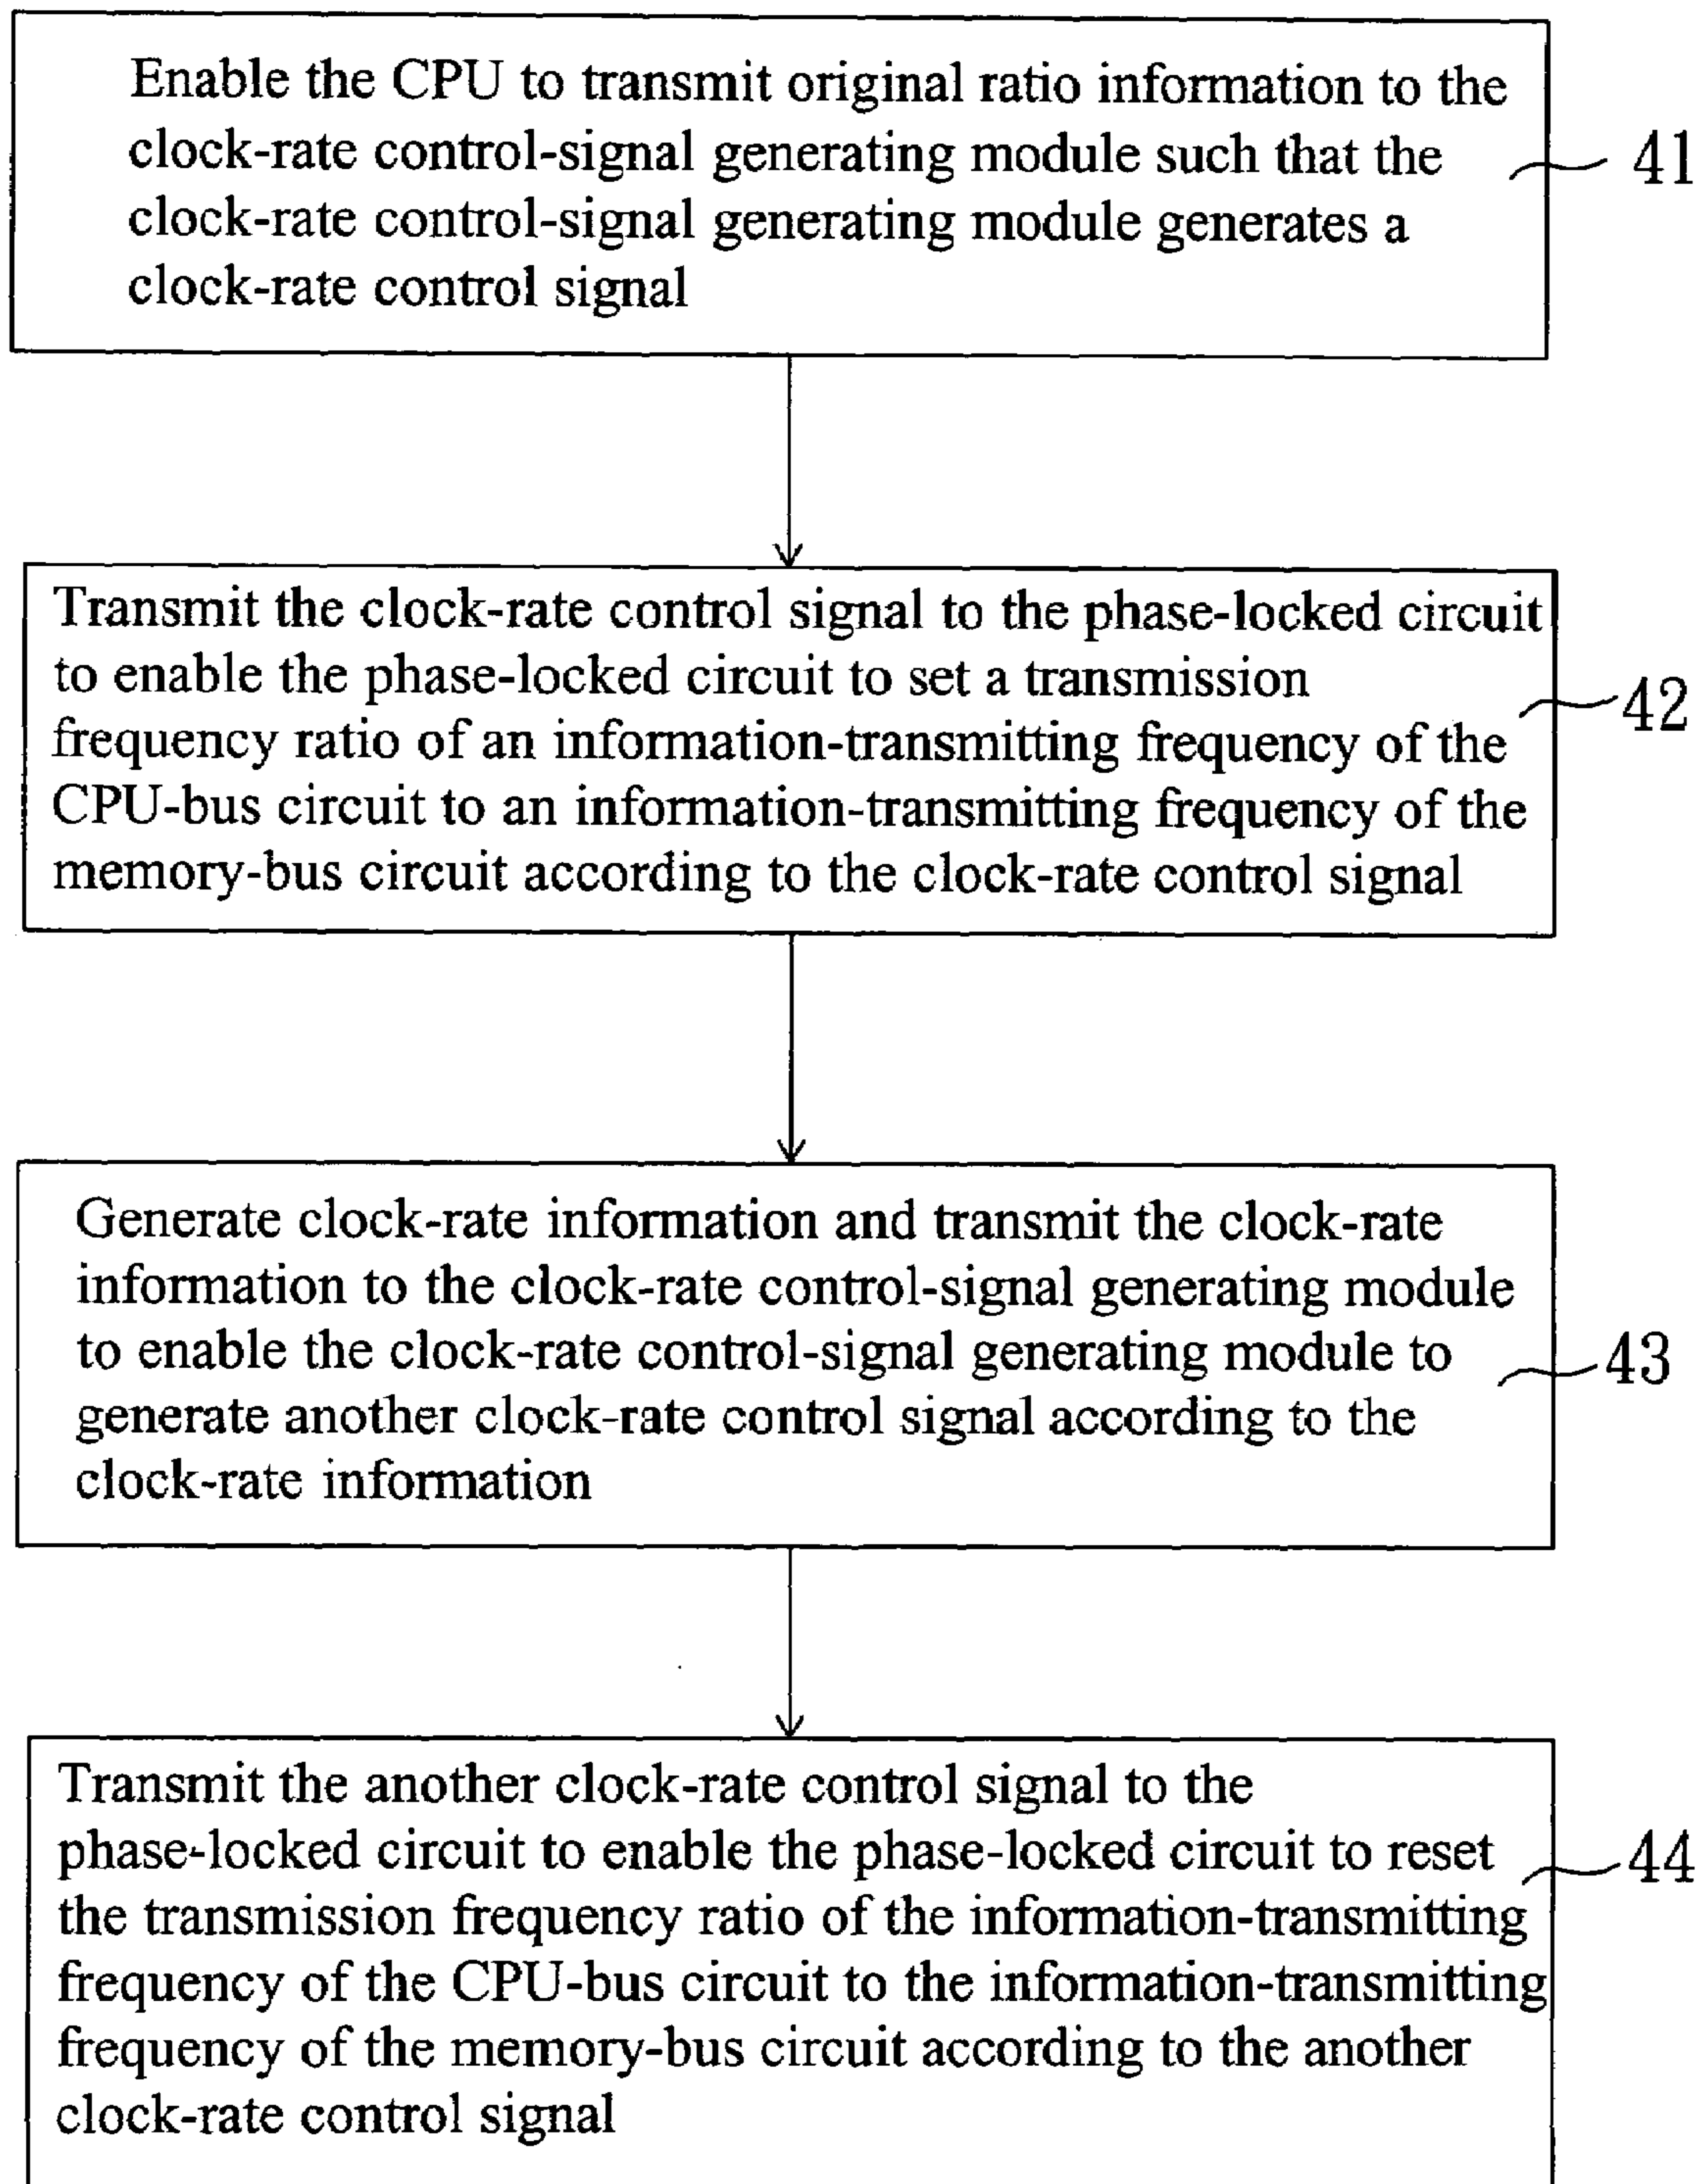 Enable the CPU to transmit original ratio information to the
clock-rate control-signal generating module such that the
clock-rate control-signal generating module generates a
clock-rate control signal
41
Transmit the clock-rate control signal to the phase-locked circuit
to enable the phase-locked circuit to set a transmission
frequency ratio of an information-transmitting frequency of the
CPU-bus circuit to an information-transmitting frequency of the
memory-bus circuit according to the clock-rate control signal
42
Generate clock-rate information and transmit the clock-rate
information to the clock-rate control-signal generating module
to enable the clock-rate control-signal generating module to
generate another clock-rate control signal according to the
clock-rate information
43
Transmit the another clock-rate control signal to the
phase-locked circuit to enable the phase-locked circuit to reset
the transmission frequency ratio of the information-transmitting
frequency of the CPU-bus circuit to the information-transmitting
frequency of the memory-bus circuit according to the another
clock-rate control signal
44